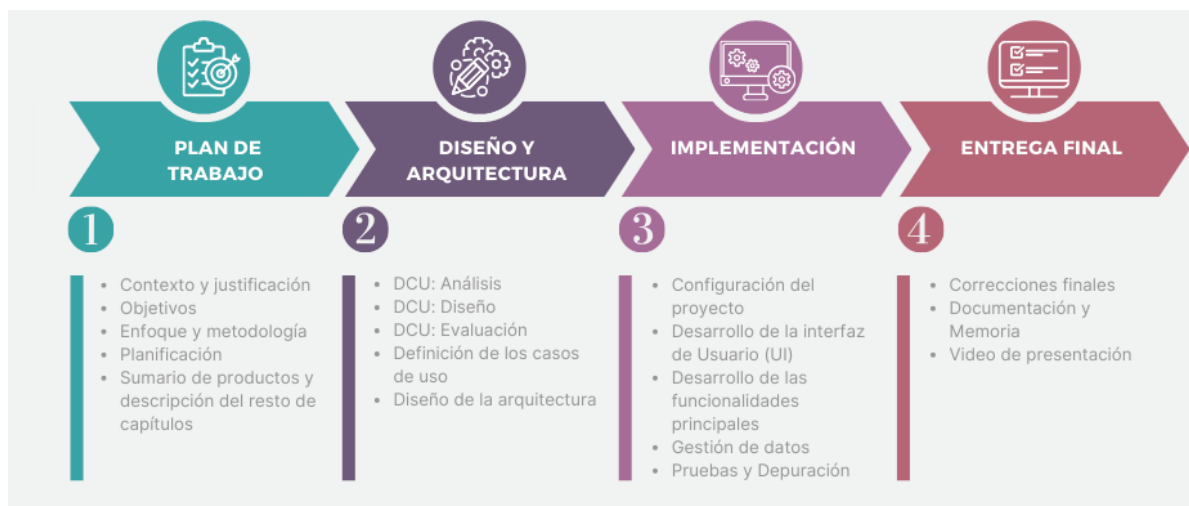 PLAN DE
TRABAJO
DISEÑO Y
ARQUITECTURA
IMPLEMENTACIÓN
ENTREGA FINAL
1
• Contexto y justificación
• Objetivos
• Enfoque y metodología
• Planificación
• Sumario de productos y
descripción del resto de
capítulos
2
• DCU: Análisis
• DCU: Diseño
• DCU: Evaluación
• Definición de los casos
de uso
• Diseño de la arquitectura
3
• Configuración del
proyecto
• Desarrollo de la interfaz
de Usuario (UI)
• Desarrollo de las
funcionalidades
principales
• Gestión de datos
• Pruebas y Depuración
4
• Correcciones finales
• Documentación y
Memoria
• Video de presentación